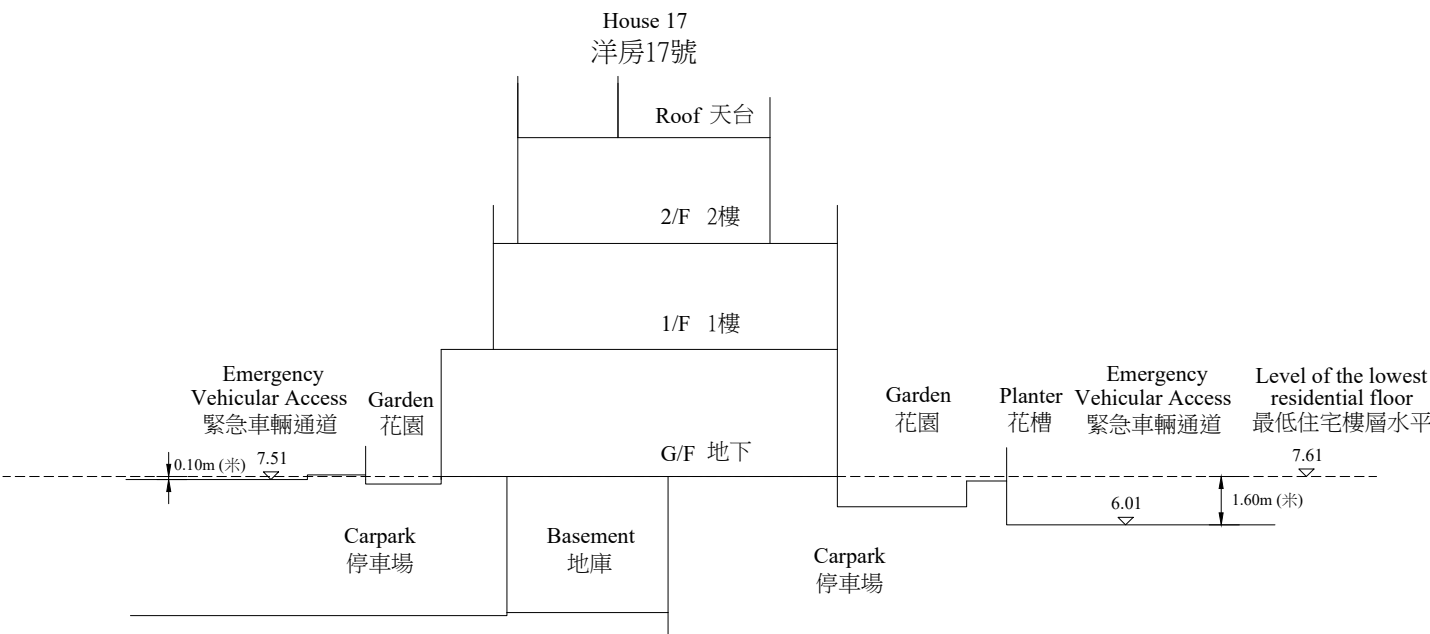 House 17
洋房17號
Roof 天台
2/F 2樓
1/F 1樓
Emergency
Vehicular Access
緊急車輛通道
Garden
花園
Garden
花園
Planter
花槽
Emergency
Vehicular Access
緊急車輛通道
Level of the lowest
residential floor
最低住宅樓層水平
G/F 地下
0.10m (米)
7.51
7.61
6.01
1.60m (米)
Carpark
停車場
Basement
地庫
Carpark
停車場